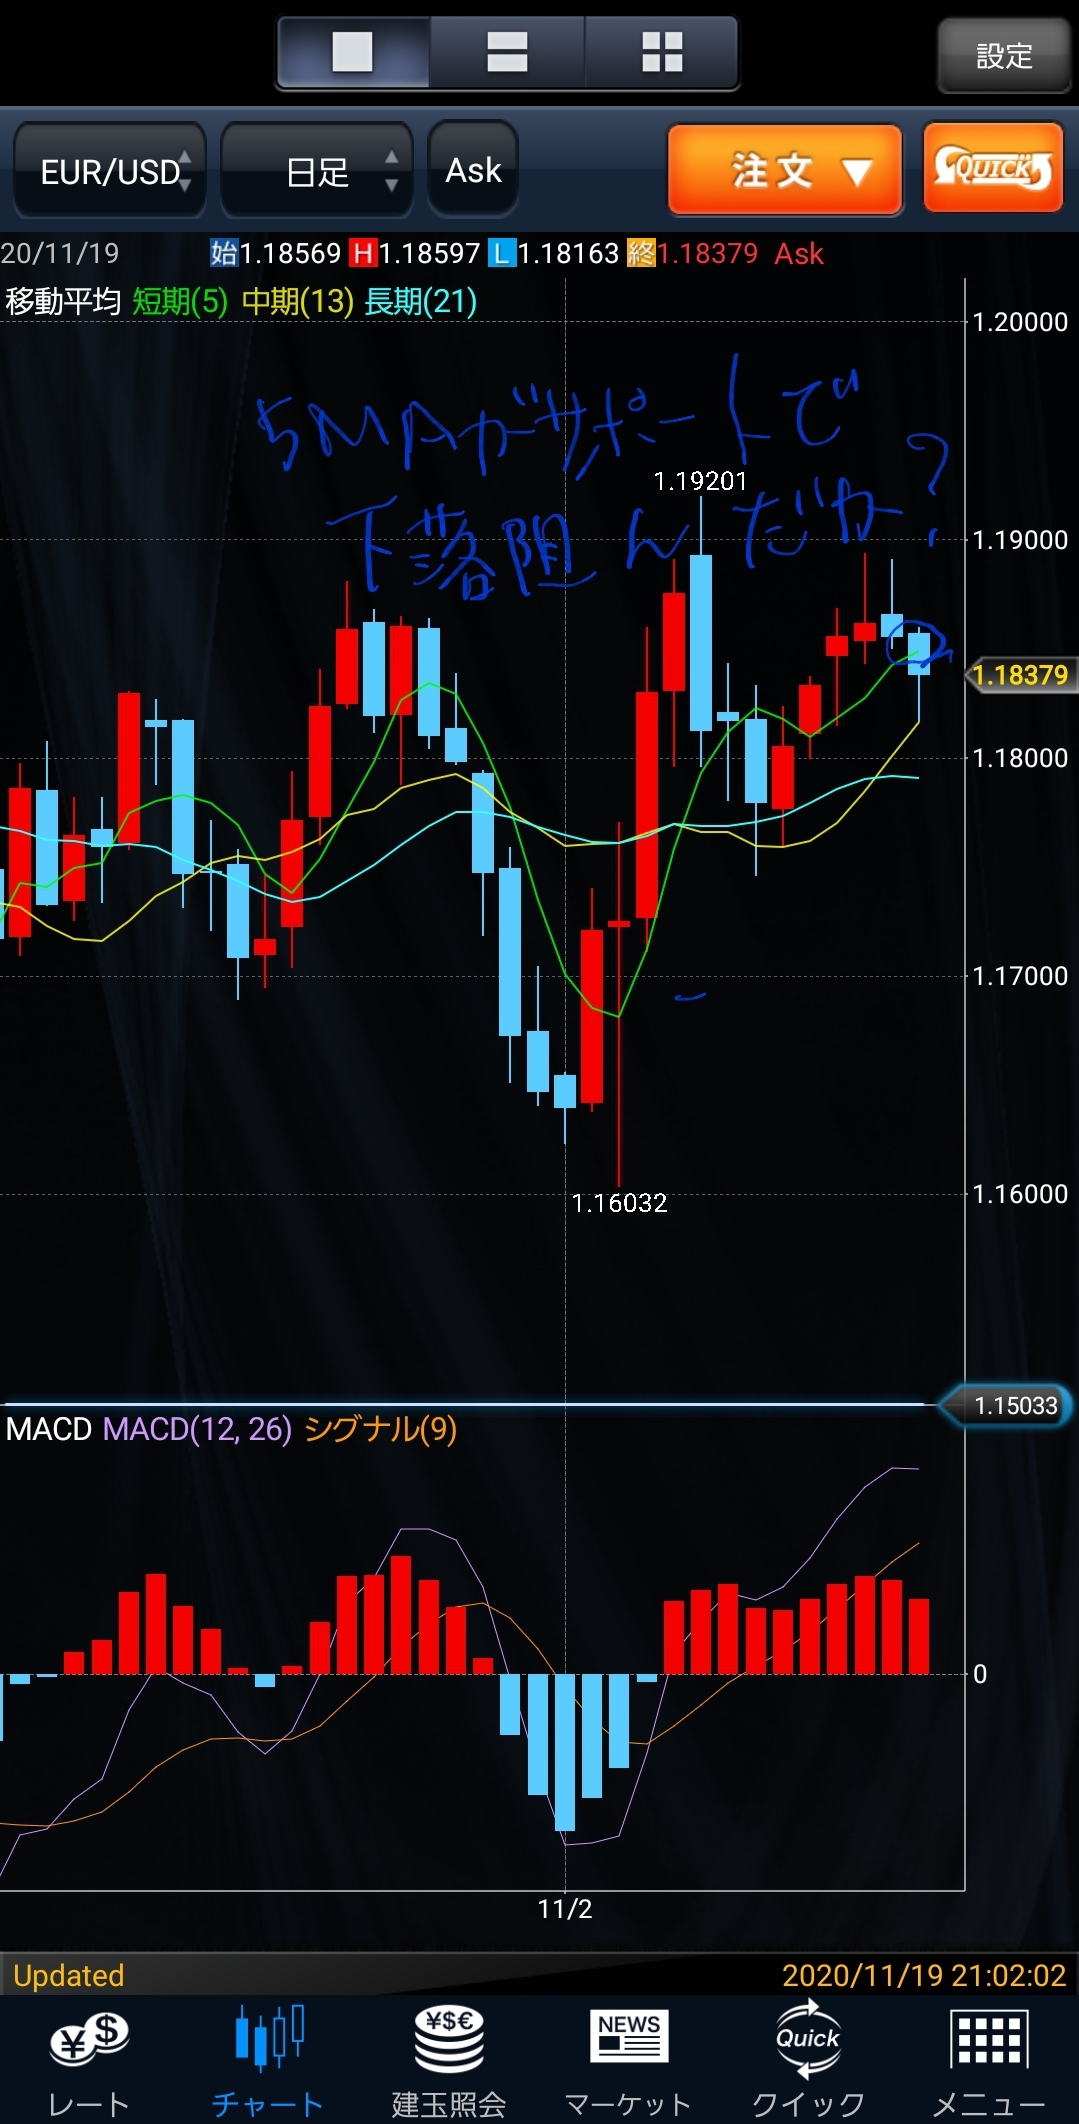 設定
EUR/USD 日足 Ask 注文 QUICK
20/11/19 始1.18569 H1.18597 L1.18163 終1.18379 Ask
移動平均 短期(5) 中期(13) 長期(21)
1.20000
5MAがサポートで
1.19201
下落阻んだか?
1.19000
1.18379
1.18000
1.17000
1.16000
1.16032
1.15033
MACD MACD(12, 26) シグナル(9)
0
11/2
Updated 2020/11/19 21:02:02
¥ $ ¥$€ NEWS Quick
レート チャート 建玉照会 マーケット クイック メニュー